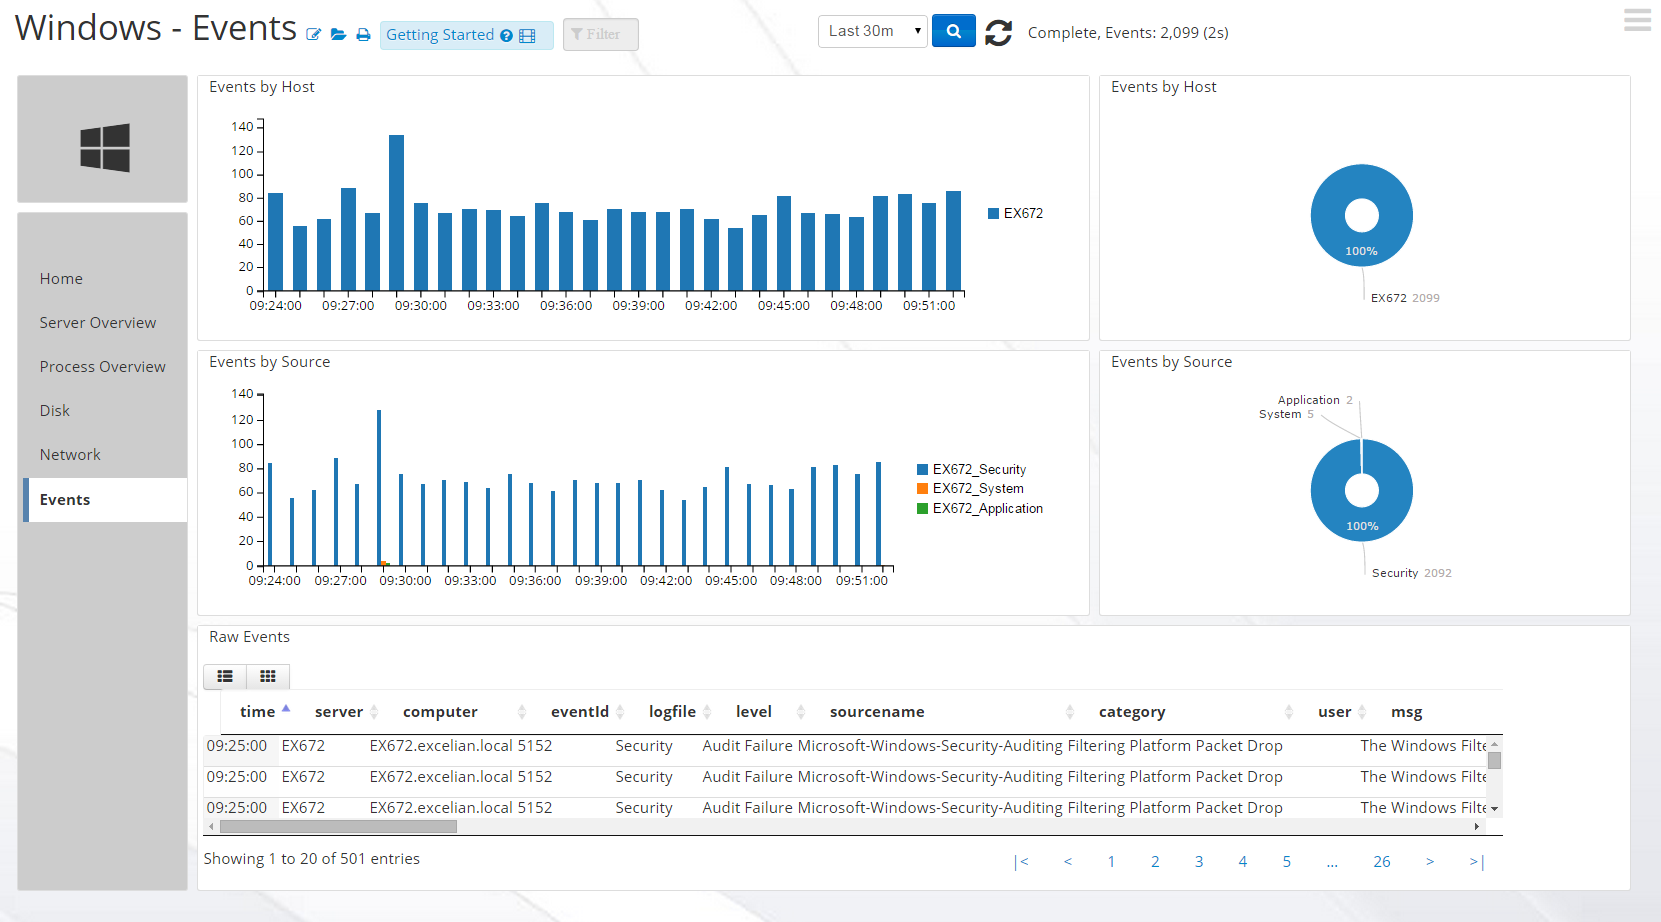 Windows - Events
Getting Started
Filter
Last 30m
Complete, Events: 2,099 (2s)
Home
Server Overview
Process Overview
Disk
Network
Events
Events by Host
140
120
100
80
60
40
20
0
09:24:00 09:27:00 09:30:00 09:33:00 09:36:00 09:39:00 09:42:00 09:45:00 09:48:00 09:51:00
EX672
Events by Host
100%
EX672 2099
Events by Source
140
120
100
80
60
40
20
0
09:24:00 09:27:00 09:30:00 09:33:00 09:36:00 09:39:00 09:42:00 09:45:00 09:48:00 09:51:00
EX672_Security
EX672_System
EX672_Application
Events by Source
Application 2
System 5
100%
Security 2092
Raw Events
time server computer eventId logfile level sourcename category user msg
09:25:00 EX672 EX672.excelian.local 5152 Security Audit Failure Microsoft-Windows-Security-Auditing Filtering Platform Packet Drop The Windows Filte
09:25:00 EX672 EX672.excelian.local 5152 Security Audit Failure Microsoft-Windows-Security-Auditing Filtering Platform Packet Drop The Windows Filte
09:25:00 EX672 EX672.excelian.local 5152 Security Audit Failure Microsoft-Windows-Security-Auditing Filtering Platform Packet Drop The Windows Filte
Showing 1 to 20 of 501 entries
|< < 1 2 3 4 5 ... 26 > >|